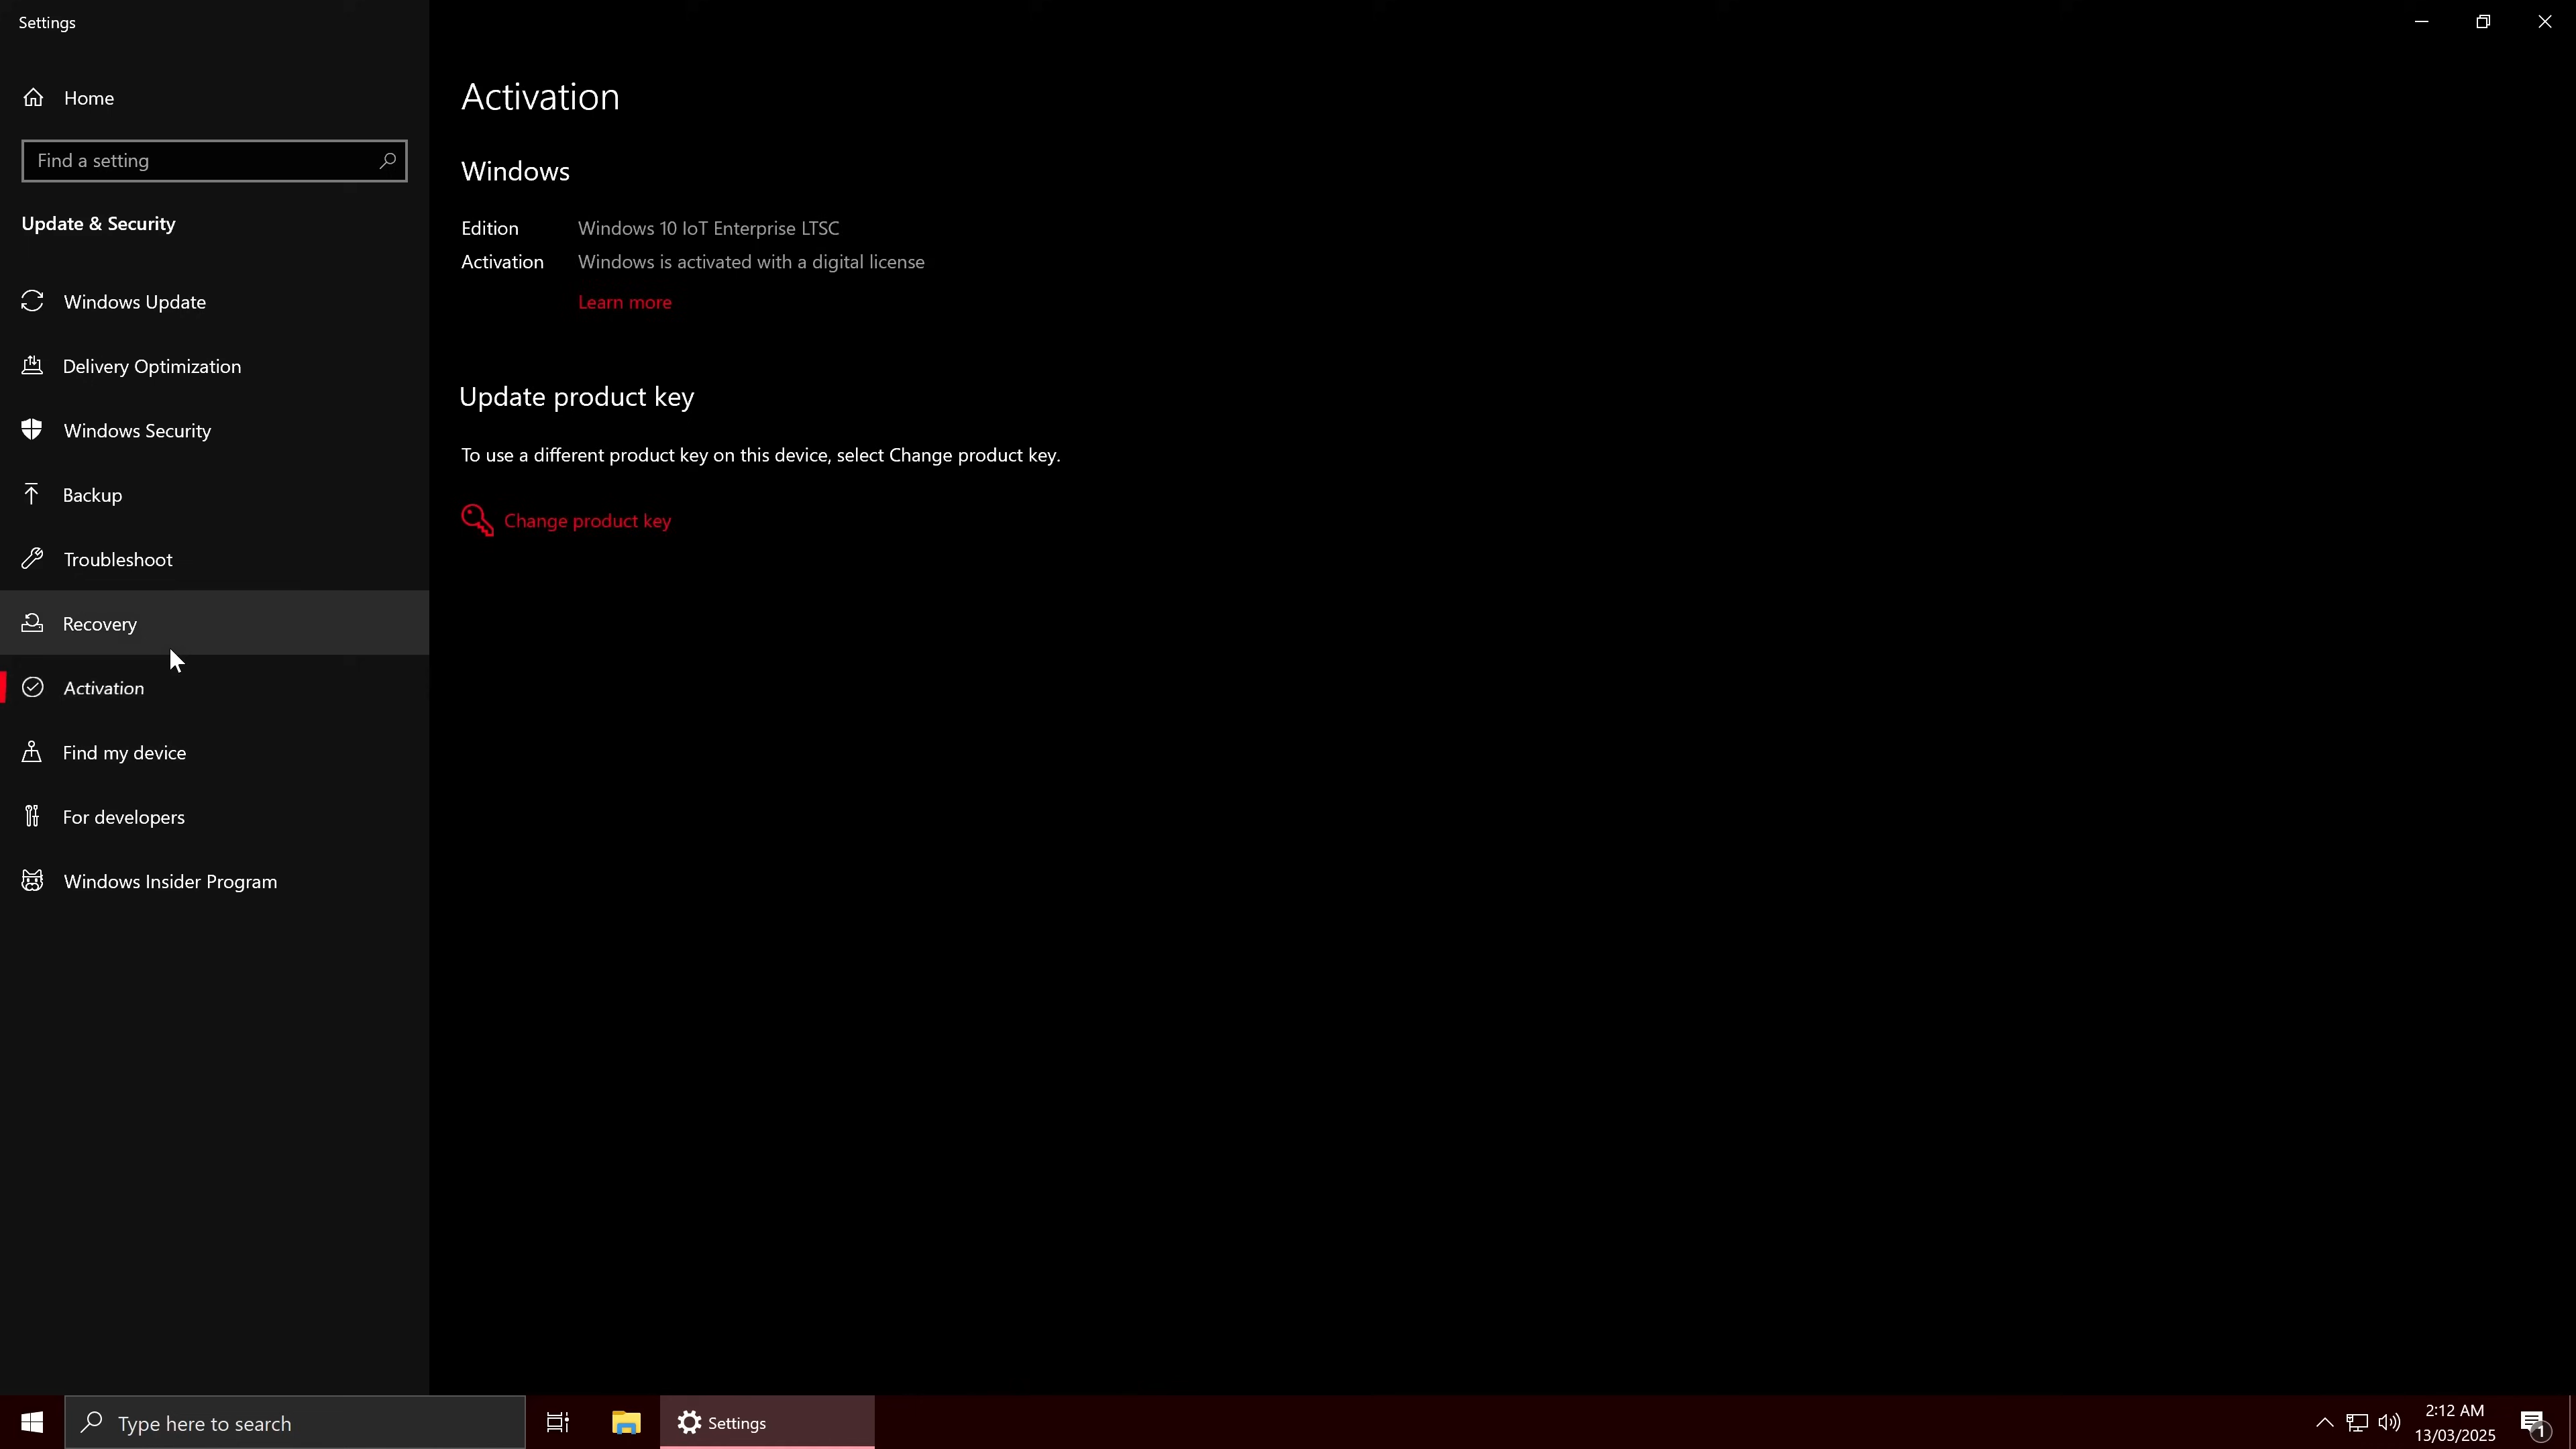 Settings
Home
Find a setting
Update & Security
Windows Update
Delivery Optimization
Windows Security
Backup
Troubleshoot
Recovery
Activation
Find my device
For developers
Windows Insider Program
Activation
Windows
Edition Windows 10 IoT Enterprise LTSC
Activation Windows is activated with a digital license
Learn more
Update product key
To use a different product key on this device, select Change product key.
Change product key
Type here to search
Settings
2:12 AM
13/03/2025
1